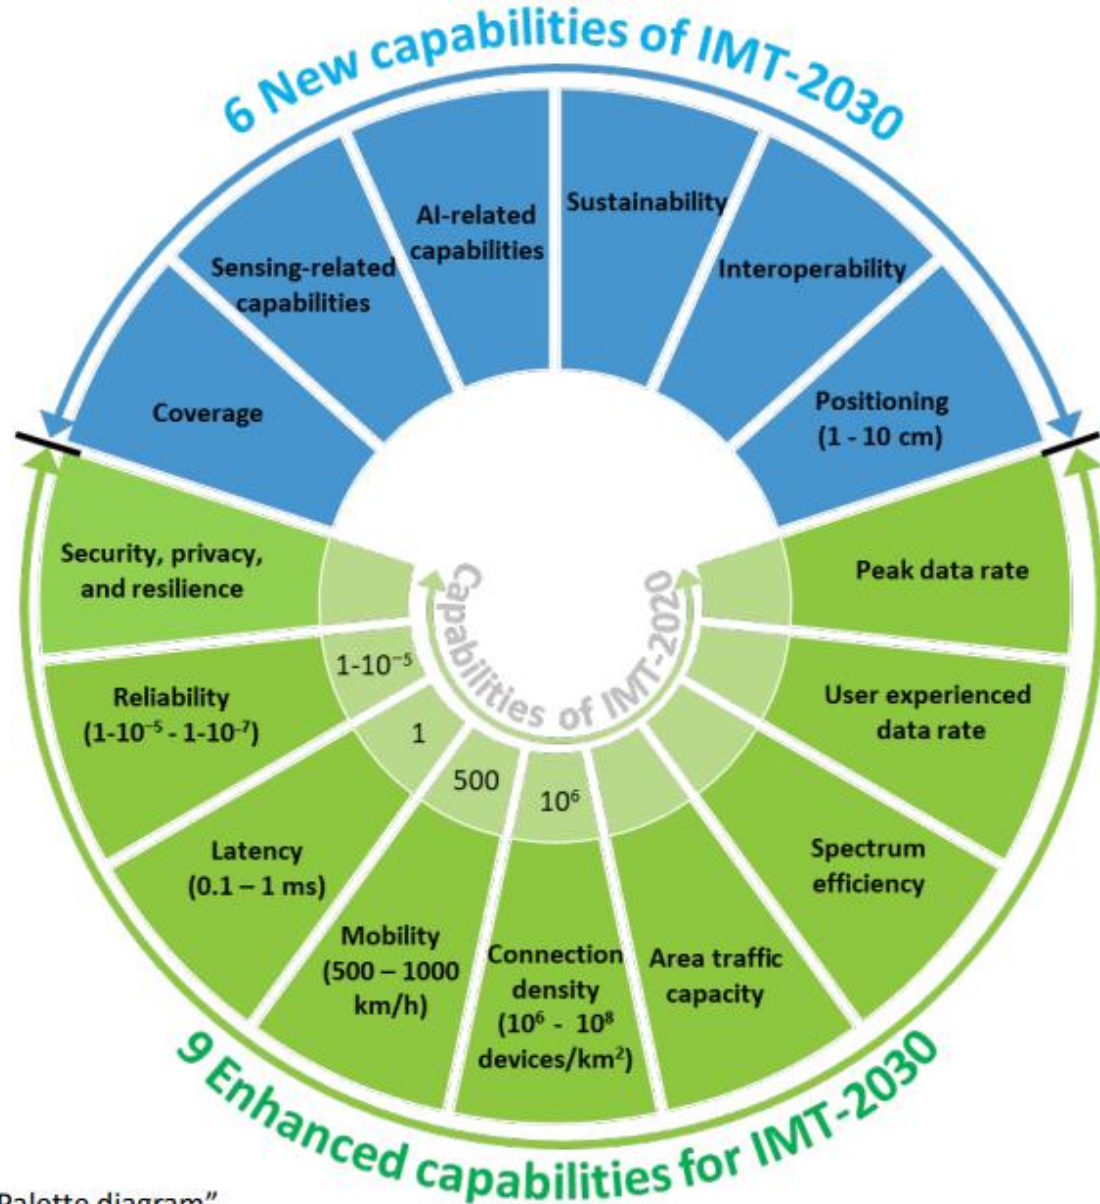 6 New capabilities of IMT-2030
AI-related
capabilities
Sustainability
Sensing-related
capabilities
Interoperability
Coverage
Positioning
(1 - 10 cm)
Security, privacy,
and resilience
Peak data rate
Capabilities of IMT-2020
1-10⁻⁵
1
500
10⁶
Reliability
(1-10⁻⁵ - 1-10⁻⁷)
User experienced
data rate
Latency
(0.1 – 1 ms)
Spectrum
efficiency
Mobility
(500 – 1000
km/h)
Connection
density
(10⁶ - 10⁸
devices/km²)
Area traffic
capacity
9 Enhanced capabilities for IMT-2030
Palette diagram”